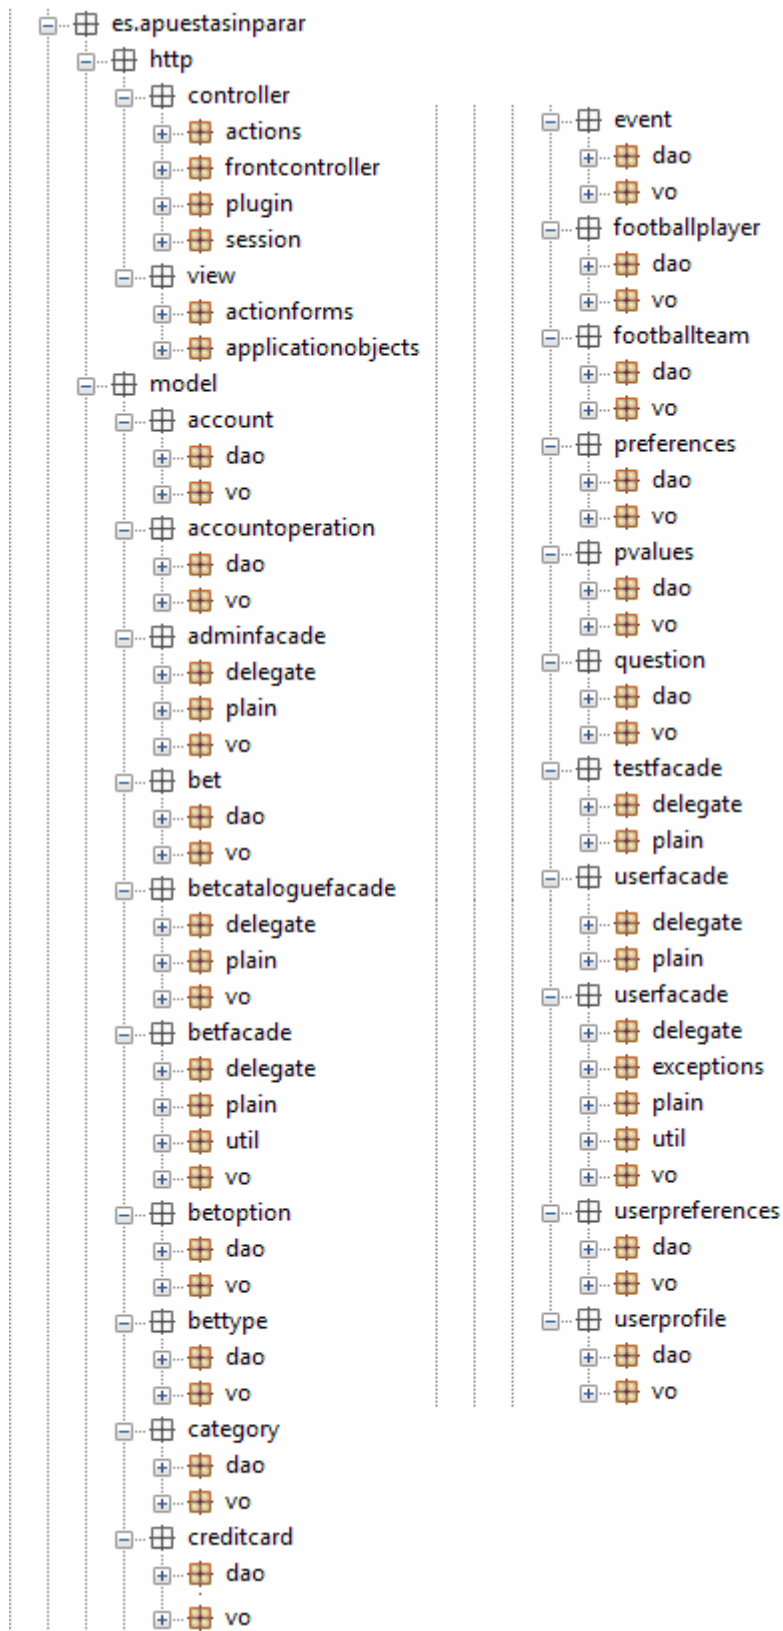 es.apuestasinparar
http
controller
actions
frontcontroller
plugin
session
view
actionforms
applicationobjects
model
account
dao
vo
accountoperation
dao
vo
adminfacade
delegate
plain
vo
bet
dao
vo
betcataloguefacade
delegate
plain
vo
betfacade
delegate
plain
util
vo
betoption
dao
vo
bettype
dao
vo
category
dao
vo
creditcard
dao
vo
event
dao
vo
footballplayer
dao
vo
footballteam
dao
vo
preferences
dao
vo
pvalues
dao
vo
question
dao
vo
testfacade
delegate
plain
userfacade
delegate
plain
userfacade
delegate
exceptions
plain
util
vo
userpreferences
dao
vo
userprofile
dao
vo